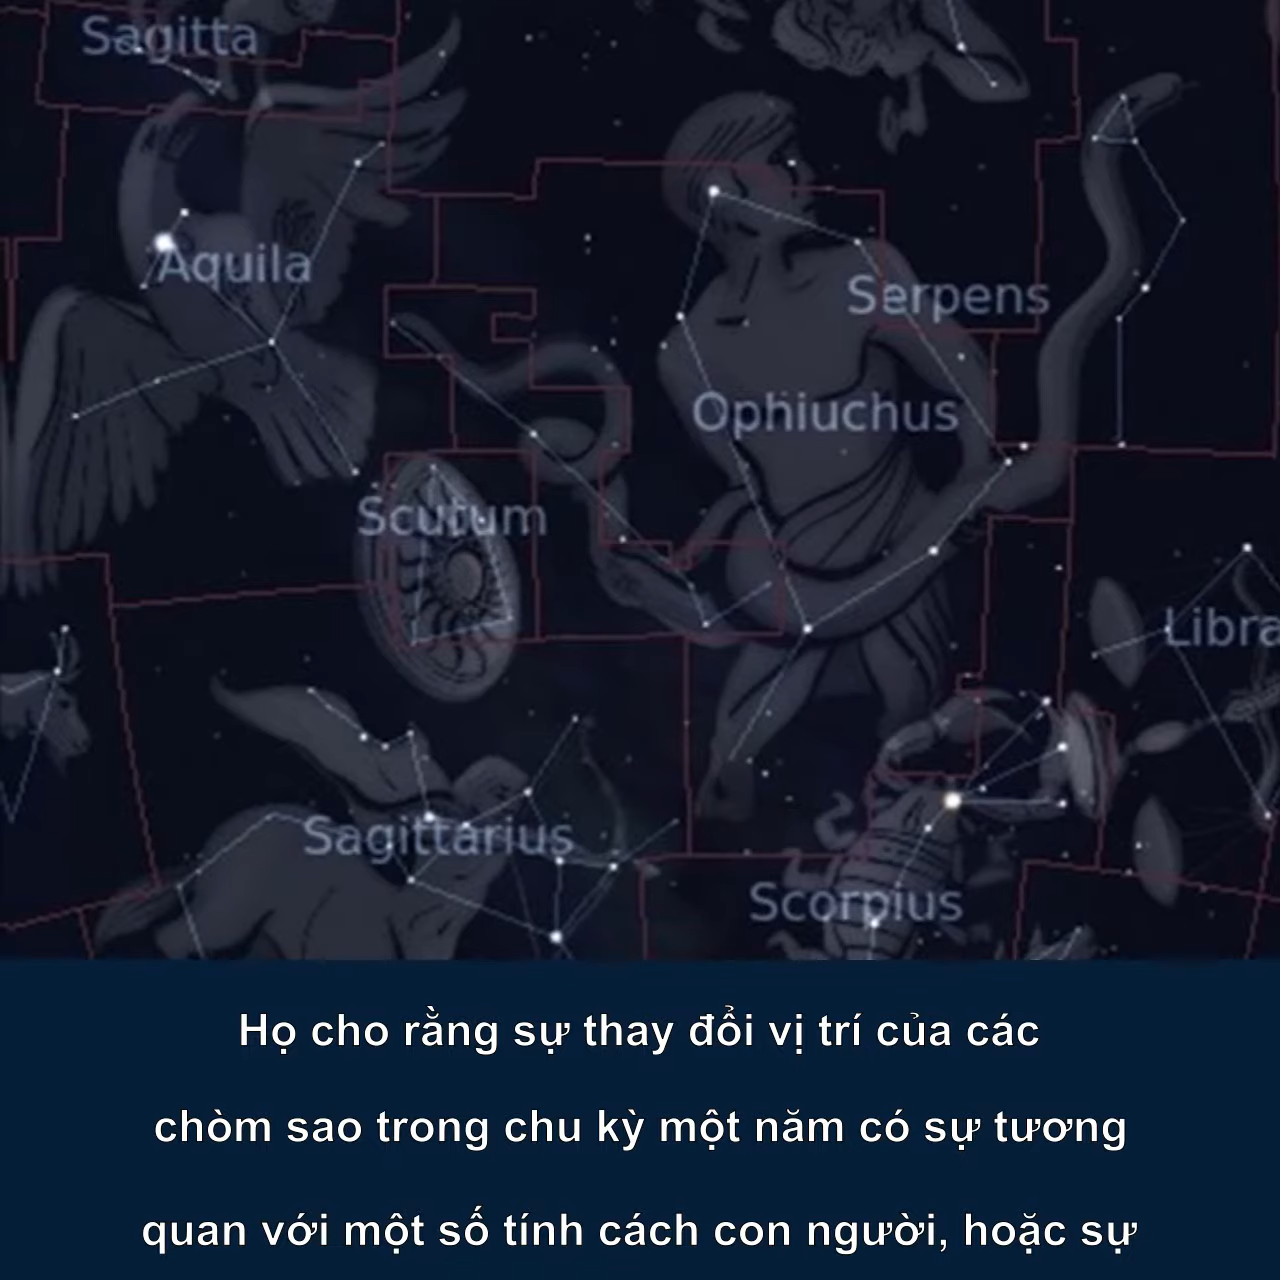 Sagitta
Aquila
Serpens
Ophiuchus
Scutum
Libra
Sagittarius
Scorpius
Họ cho rằng sự thay đổi vị trí của các
chòm sao trong chu kỳ một năm có sự tương
quan với một số tính cách con người, hoặc sự